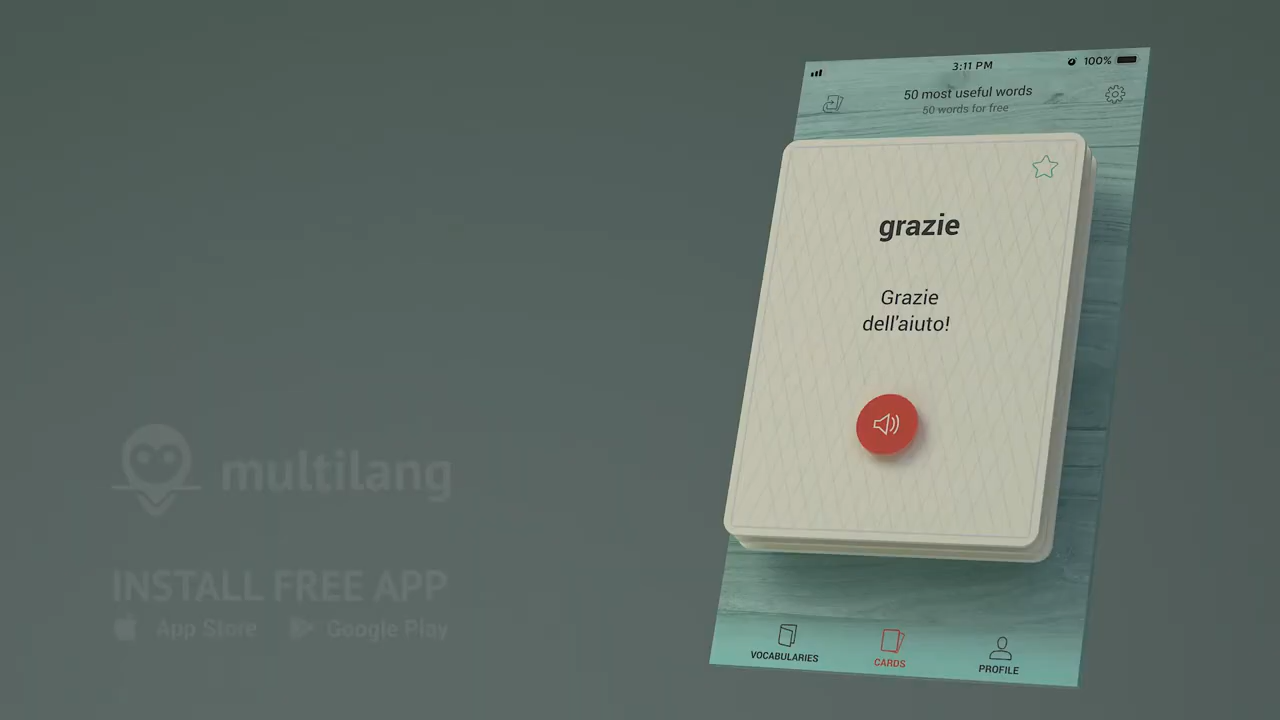 3:11 PM
100%
50 most useful words
50 words for free
grazie
Grazie
dell'aiuto!
multilang
INSTALL FREE APP
App Store
Google Play
VOCABULARIES
CARDS
PROFILE